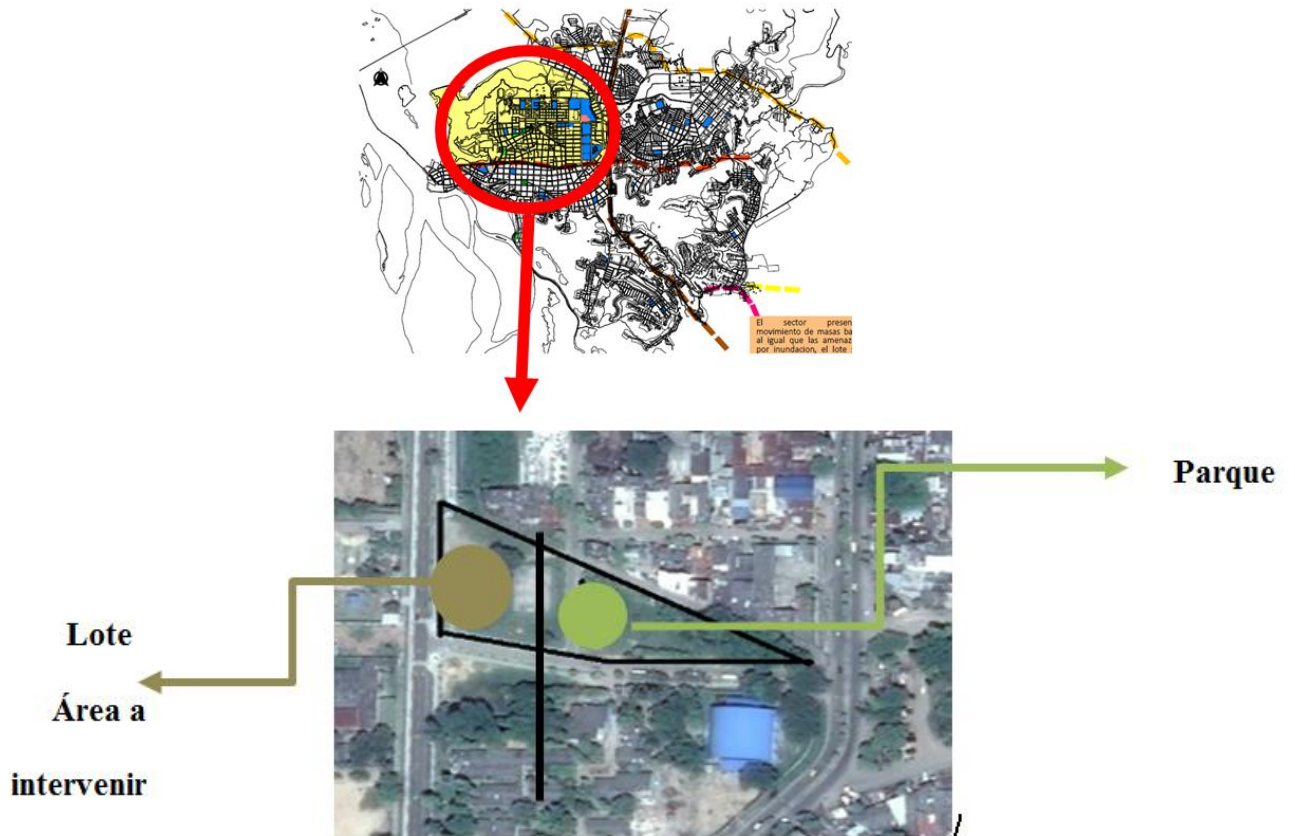 El sector presen
movimiento de masas ba
al igual que las amenaz
por inundacion, el lote
Parque
Lote
Área a
intervenir